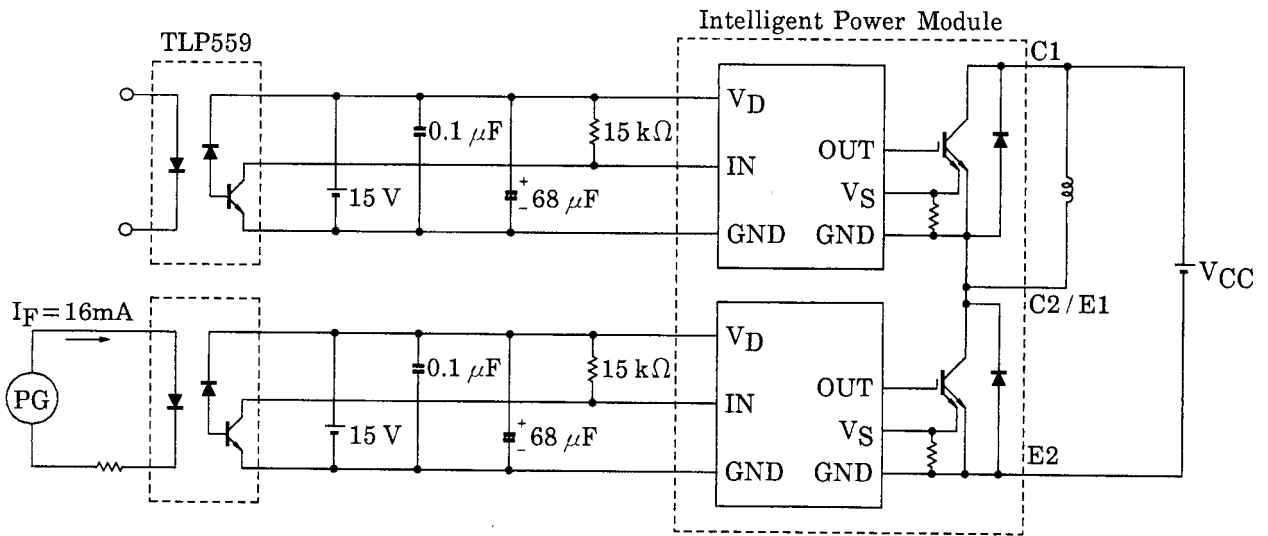 Intelligent Power Module
TLP559
C1
V_D
0.1 μF
15 kΩ
OUT
IN
V_S
15 V
+
− 68 μF
GND GND
V_CC
C2/E1
I_F=16mA
V_D
0.1 μF
15 kΩ
OUT
PG
IN
V_S
15 V
+
− 68 μF
E2
GND GND